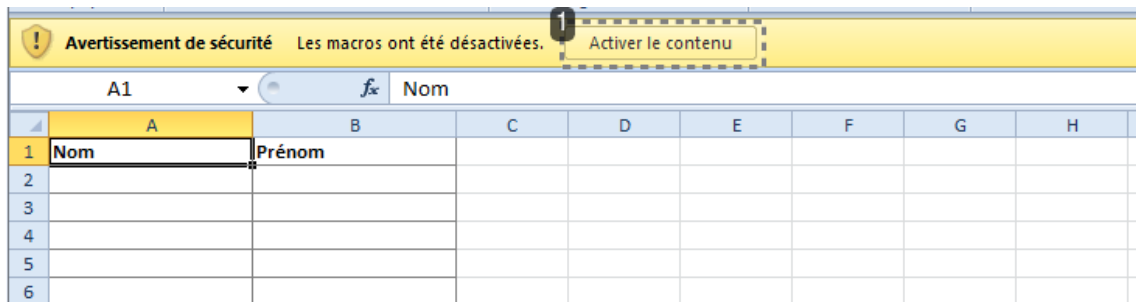 1
Avertissement de sécurité Les macros ont été désactivées. Activer le contenu
A1 fx Nom
A B C D E F G H
1 Nom Prénom
2
3
4
5
6